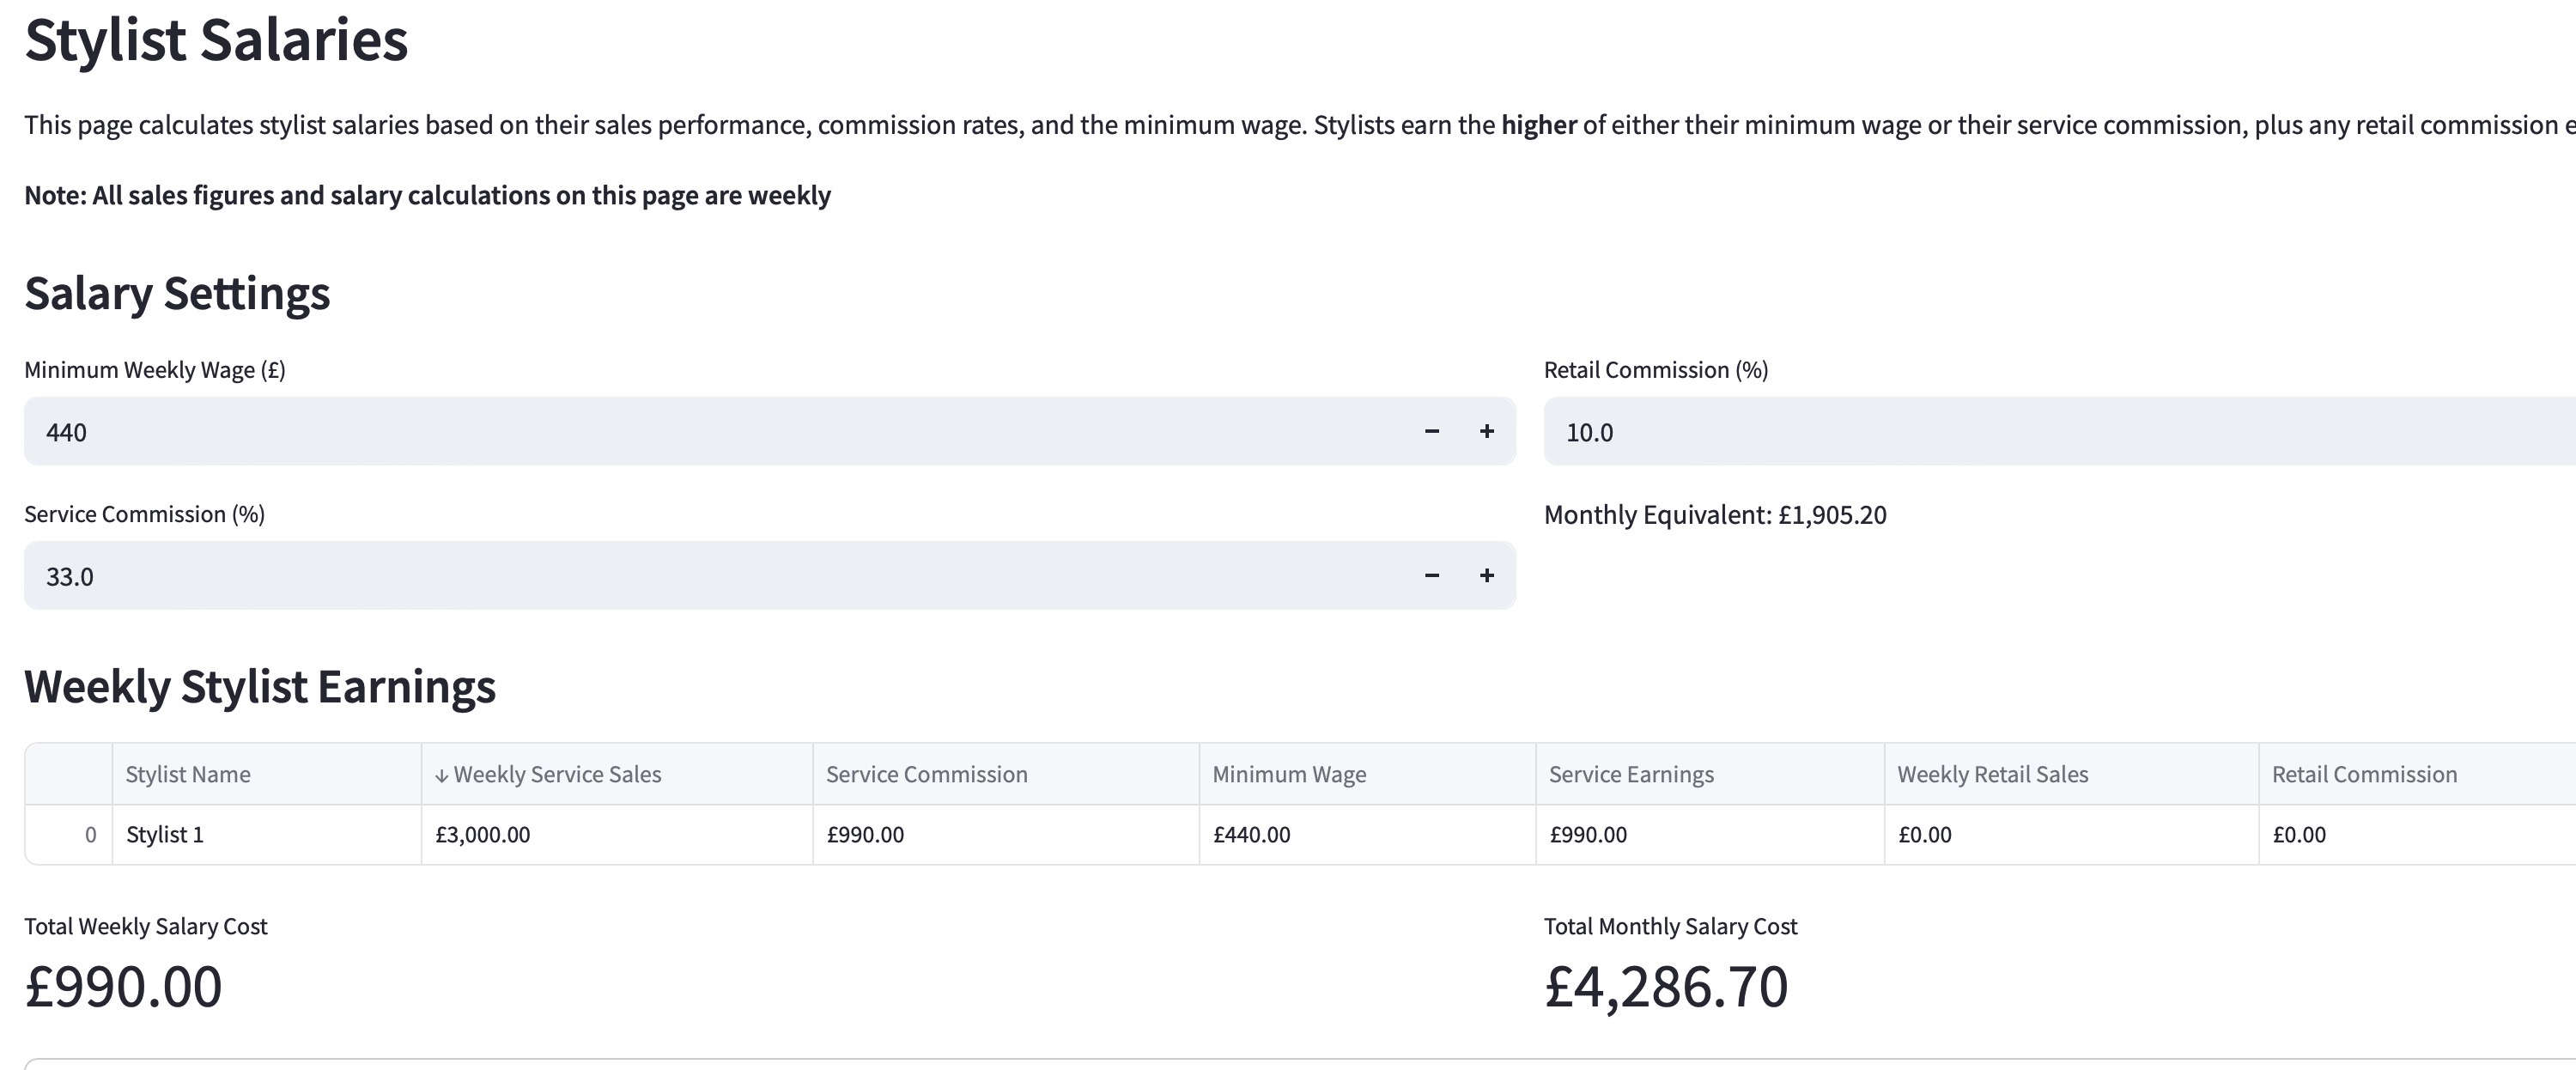 Stylist Salaries
This page calculates stylist salaries based on their sales performance, commission rates, and the minimum wage. Stylists earn the higher of either their minimum wage or their service commission, plus any retail commission
Note: All sales figures and salary calculations on this page are weekly
Salary Settings
Minimum Weekly Wage (£)
Retail Commission (%)
440 − +
10.0
Service Commission (%)
Monthly Equivalent: £1,905.20
33.0 − +
Weekly Stylist Earnings
Stylist Name ↓ Weekly Service Sales Service Commission Minimum Wage Service Earnings Weekly Retail Sales Retail Commission
0 Stylist 1 £3,000.00 £990.00 £440.00 £990.00 £0.00 £0.00
Total Weekly Salary Cost
Total Monthly Salary Cost
£990.00
£4,286.70